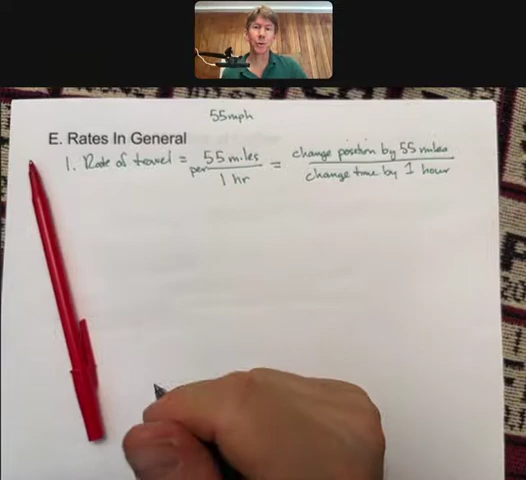 55mph
E. Rates In General
1. Rate of travel = 55 miles per 1 hr = change position by 55 miles change time by 1 hour